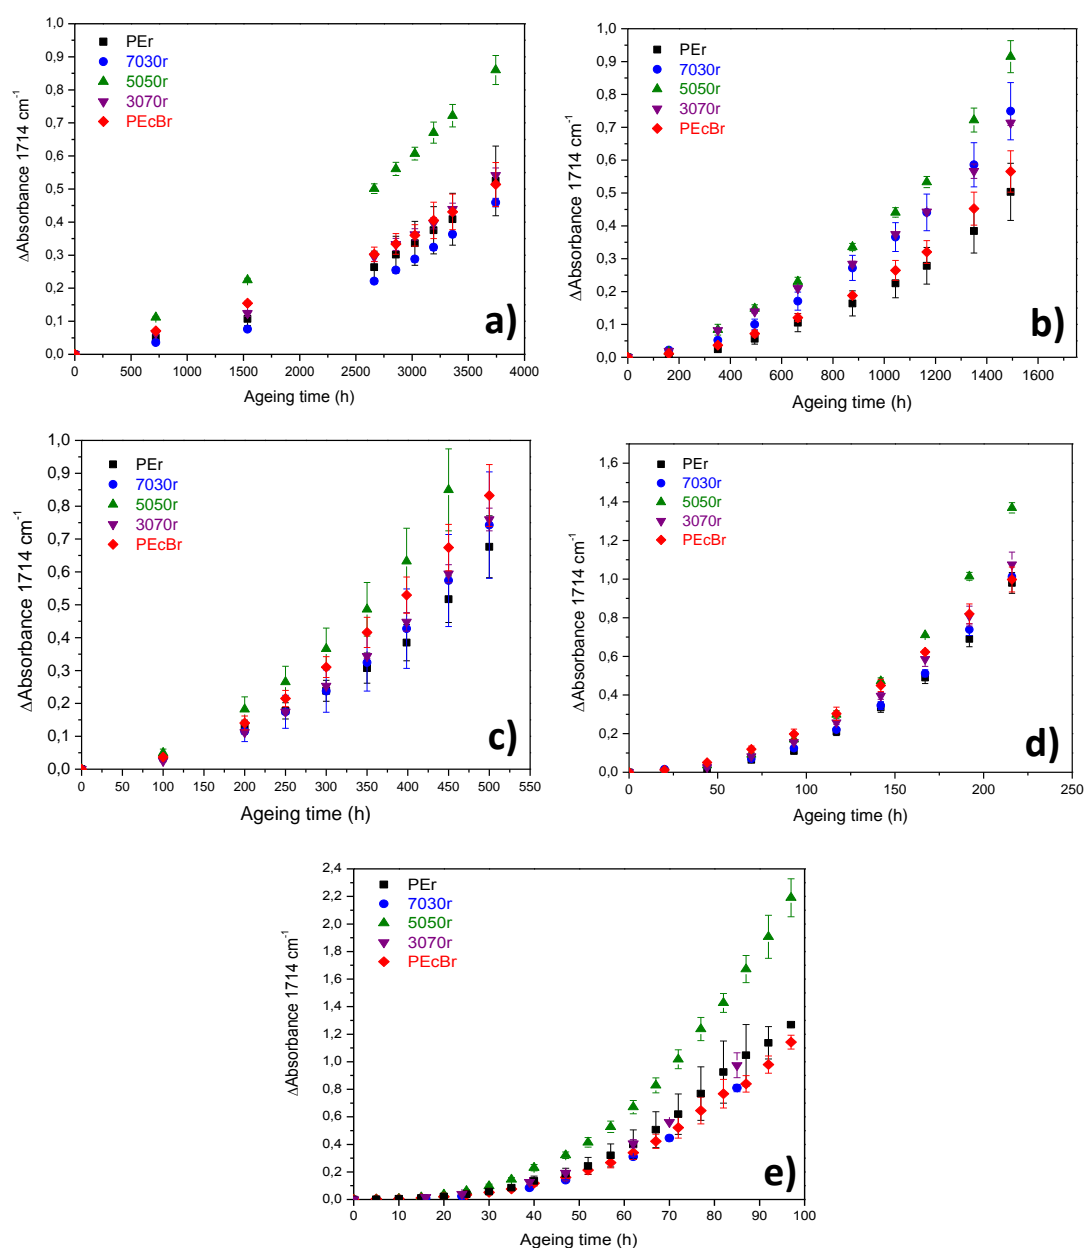 a)
PEr
7030r
5050r
3070r
PEcBr
ΔAbsorbance 1714 cm⁻¹
1,0
0,9
0,8
0,7
0,6
0,5
0,4
0,3
0,2
0,1
0,0
0 500 1000 1500 2000 2500 3000 3500 4000
Ageing time (h)
b)
PEr
7030r
5050r
3070r
PEcBr
ΔAbsorbance 1714 cm⁻¹
1,0
0,9
0,8
0,7
0,6
0,5
0,4
0,3
0,2
0,1
0,0
0 200 400 600 800 1000 1200 1400 1600
Ageing time (h)
c)
PEr
7030r
5050r
3070r
PEcBr
ΔAbsorbance 1714 cm⁻¹
1,0
0,9
0,8
0,7
0,6
0,5
0,4
0,3
0,2
0,1
0,0
0 50 100 150 200 250 300 350 400 450 500 550
Ageing time (h)
d)
PEr
7030r
5050r
3070r
PEcBr
ΔAbsorbance 1714 cm⁻¹
1,6
1,4
1,2
1,0
0,8
0,6
0,4
0,2
0,0
0 50 100 150 200 250
Ageing time (h)
e)
PEr
7030r
5050r
3070r
PEcBr
ΔAbsorbance 1714 cm⁻¹
2,4
2,2
2,0
1,8
1,6
1,4
1,2
1,0
0,8
0,6
0,4
0,2
0,0
0 10 20 30 40 50 60 70 80 90 100
Ageing time (h)